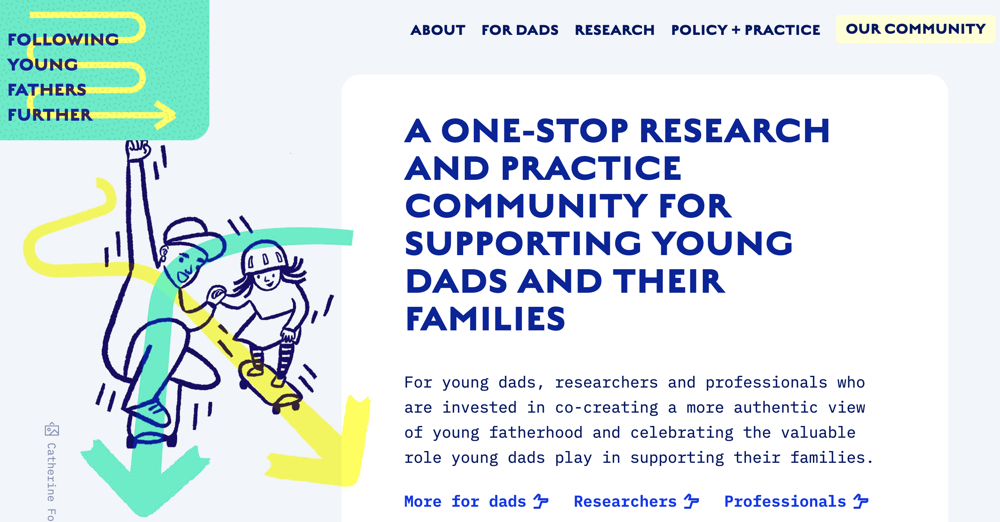 FOLLOWING
YOUNG
FATHERS
FURTHER
ABOUT FOR DADS RESEARCH POLICY + PRACTICE OUR COMMUNITY
A ONE-STOP RESEARCH
AND PRACTICE
COMMUNITY FOR
SUPPORTING YOUNG
DADS AND THEIR
FAMILIES
For young dads, researchers and professionals who
are invested in co-creating a more authentic view
of young fatherhood and celebrating the valuable
role young dads play in supporting their families.
More for dads Researchers Professionals
Catherine Fo